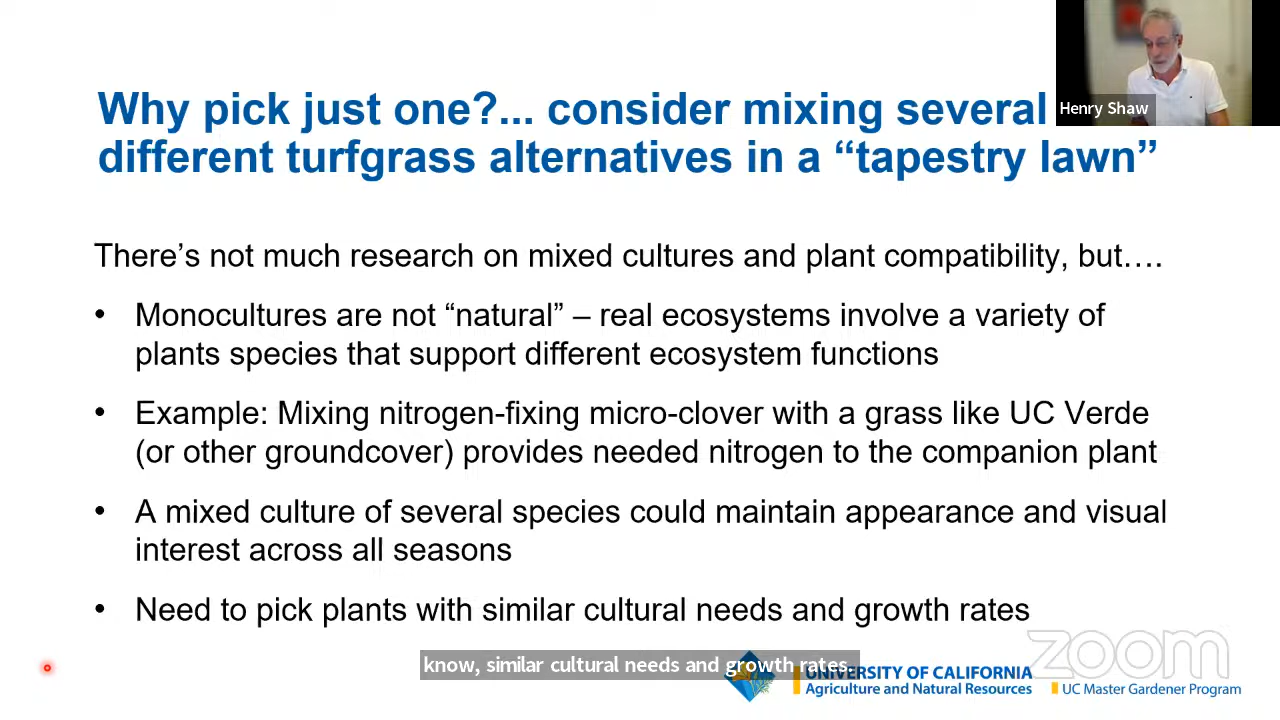 Henry Shaw
Why pick just one?... consider mixing several
different turfgrass alternatives in a “tapestry lawn”
There’s not much research on mixed cultures and plant compatibility, but….
• Monocultures are not “natural” – real ecosystems involve a variety of
plants species that support different ecosystem functions
• Example: Mixing nitrogen-fixing micro-clover with a grass like UC Verde
(or other groundcover) provides needed nitrogen to the companion plant
• A mixed culture of several species could maintain appearance and visual
interest across all seasons
• Need to pick plants with similar cultural needs and growth rates
zoom
know, similar cultural needs and growth rates.
UNIVERSITY OF CALIFORNIA
Agriculture and Natural Resources
UC Master Gardener Program